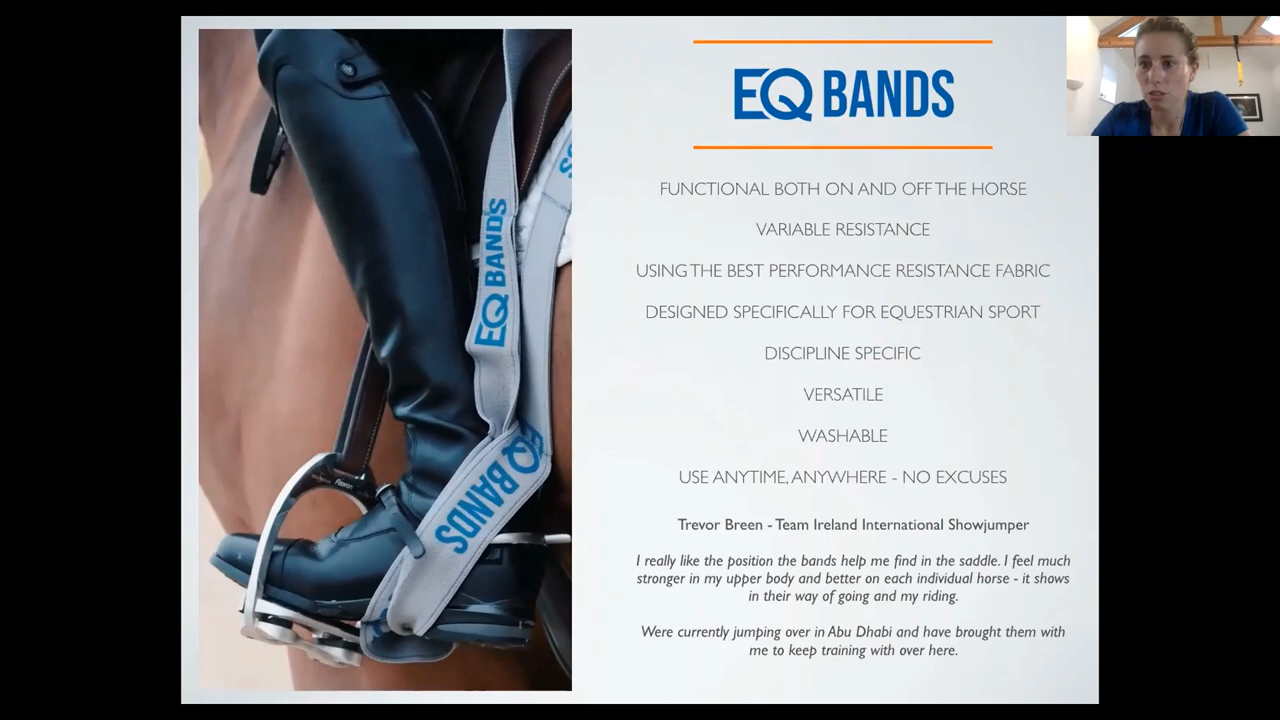 EQ BANDS
FUNCTIONAL BOTH ON AND OFF THE HORSE
VARIABLE RESISTANCE
USING THE BEST PERFORMANCE RESISTANCE FABRIC
DESIGNED SPECIFICALLY FOR EQUESTRIAN SPORT
DISCIPLINE SPECIFIC
VERSATILE
WASHABLE
USE ANYTIME, ANYWHERE - NO EXCUSES
Trevor Breen - Team Ireland International Showjumper
I really like the position the bands help me find in the saddle. I feel much
stronger in my upper body and better on each individual horse - it shows
in their way of going and my riding.
Were currently jumping over in Abu Dhabi and have brought them with
me to keep training with over here.
EQ BANDS
EQ BANDS